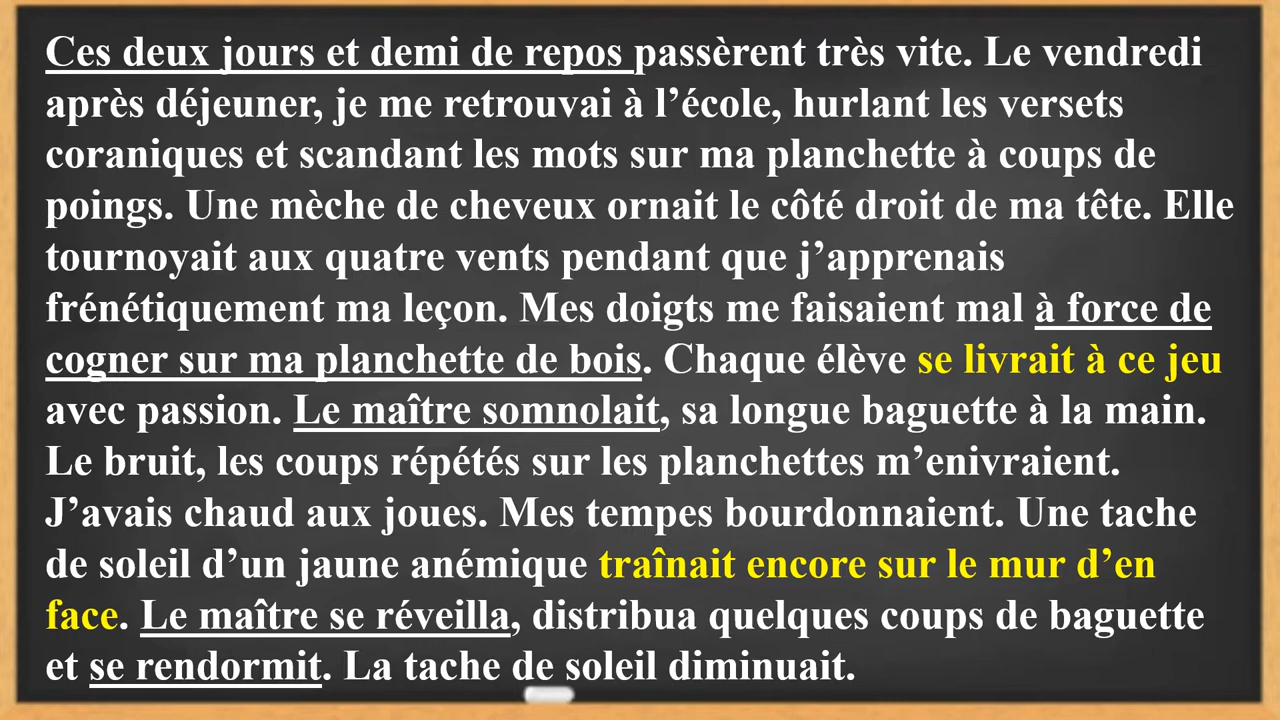 Ces deux jours et demi de repos passèrent très vite. Le vendredi
après déjeuner, je me retrouvai à l’école, hurlant les versets
coraniques et scandant les mots sur ma planchette à coups de
poings. Une mèche de cheveux ornait le côté droit de ma tête. Elle
tournoyait aux quatre vents pendant que j’apprenais
frénétiquement ma leçon. Mes doigts me faisaient mal à force de
cogner sur ma planchette de bois. Chaque élève se livrait à ce jeu
avec passion. Le maître somnolait, sa longue baguette à la main.
Le bruit, les coups répétés sur les planchettes m’enivraient.
J’avais chaud aux joues. Mes tempes bourdonnaient. Une tache
de soleil d’un jaune anémique traînait encore sur le mur d’en
face. Le maître se réveilla, distribua quelques coups de baguette
et se rendormit. La tache de soleil diminuait.